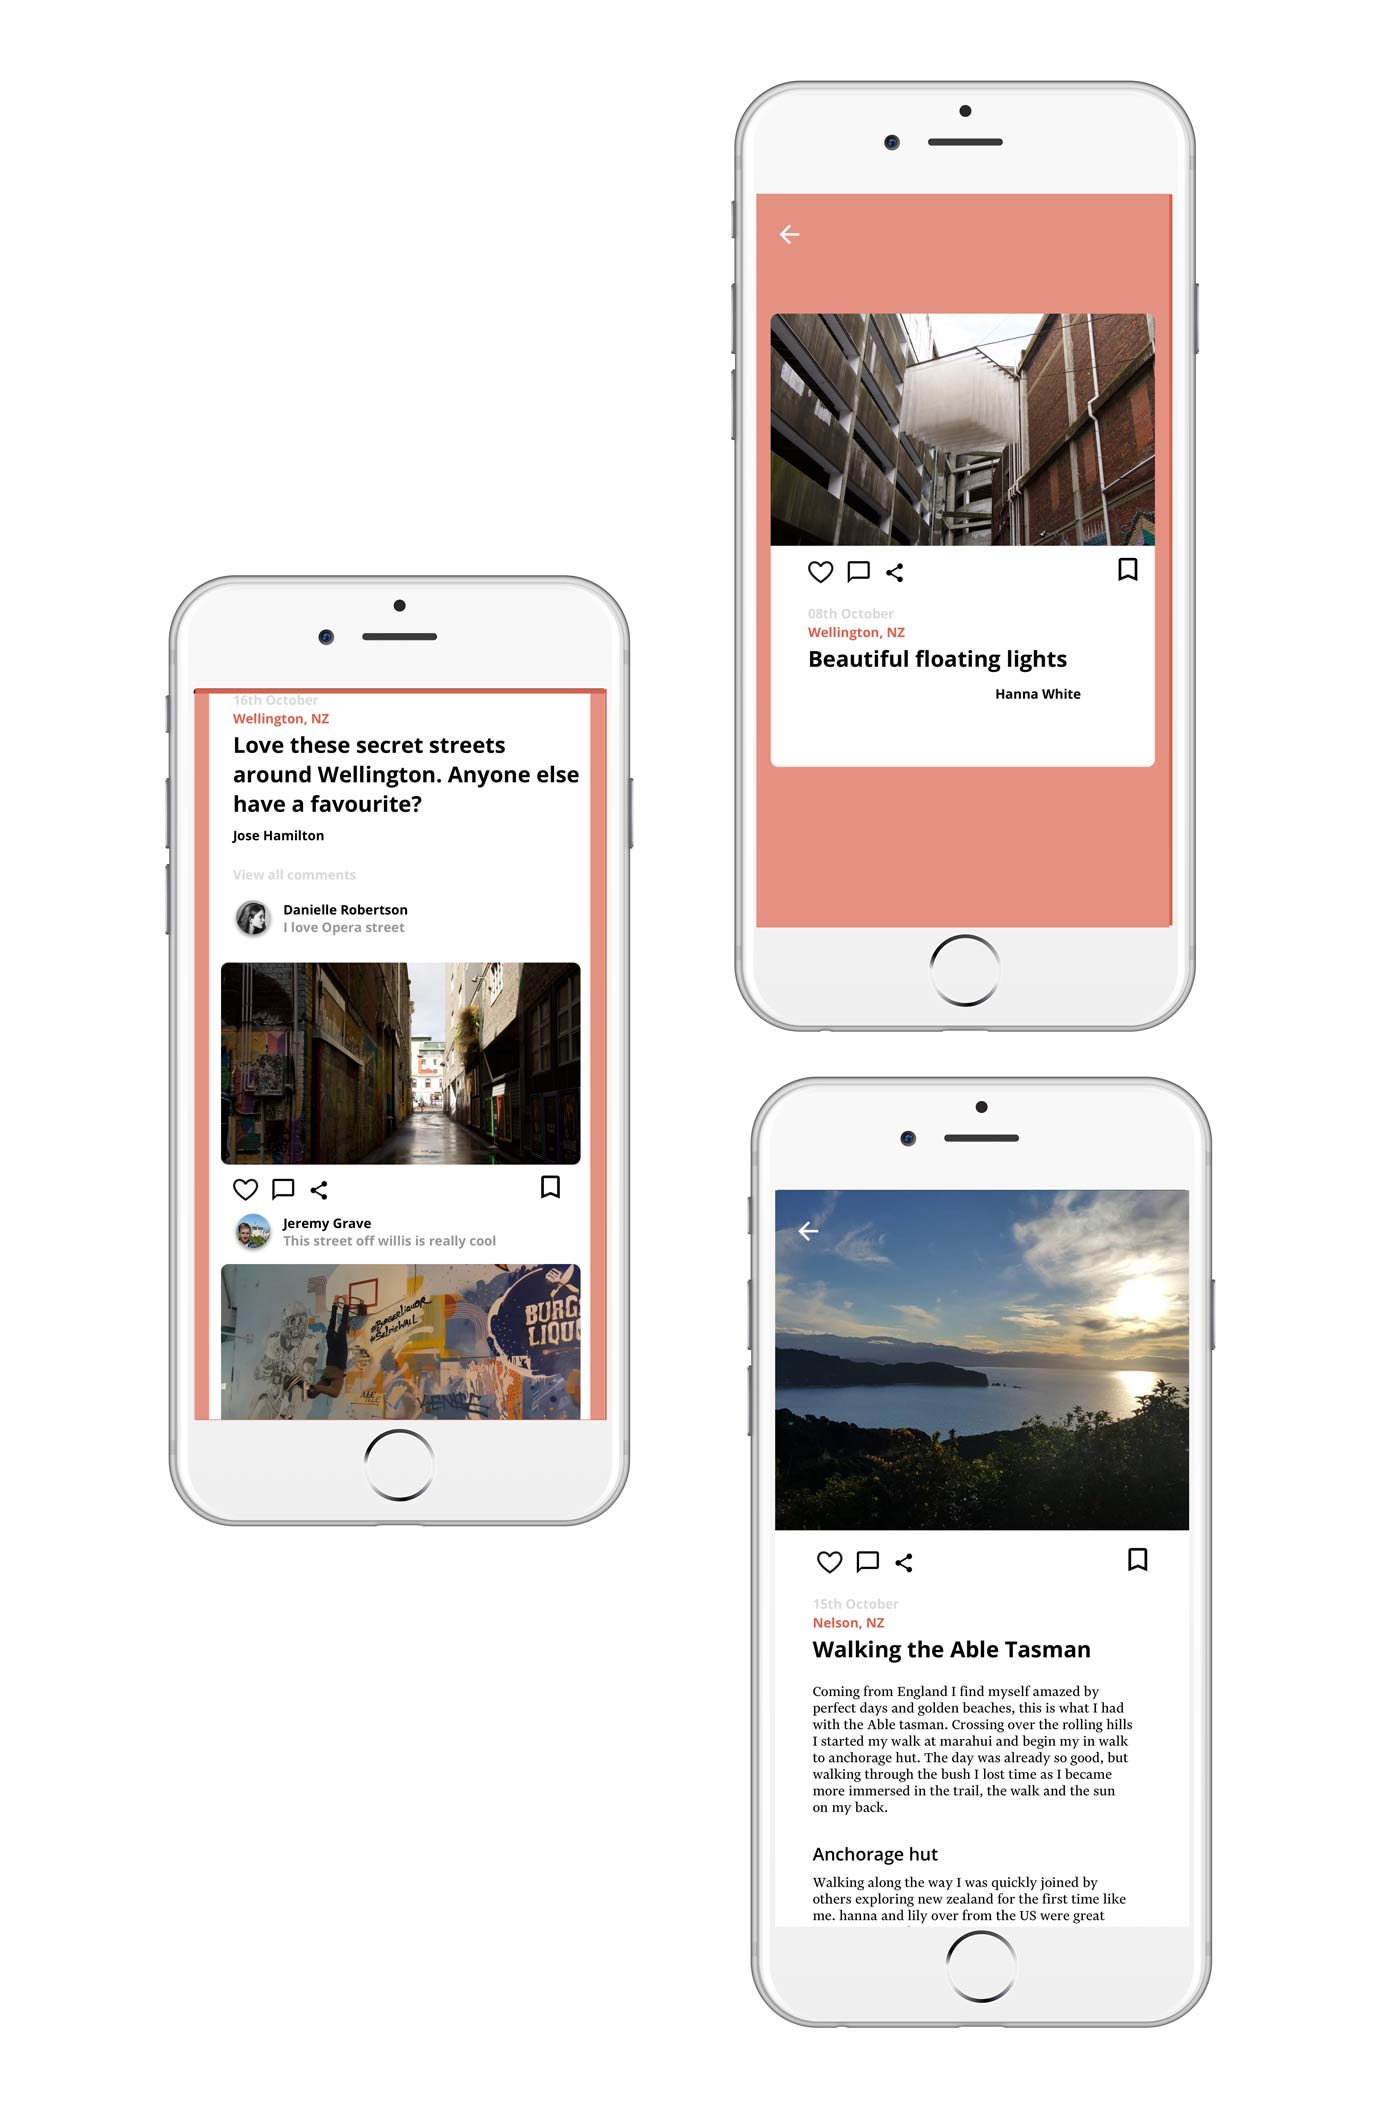 08th October
Wellington, NZ
Beautiful floating lights
Hanna White
16th October
Wellington, NZ
Love these secret streets
around Wellington. Anyone else
have a favourite?
Jose Hamilton
View all comments
Danielle Robertson
I love Opera street
Jeremy Grave
This street off willis is really cool
#BurgerLiquor
#SelfieWALL
BURG
LIQU
ALE
15th October
Nelson, NZ
Walking the Able Tasman
Coming from England I find myself amazed by
perfect days and golden beaches, this is what I had
with the Able tasman. Crossing over the rolling hills
I started my walk at marahui and begin my in walk
to anchorage hut. The day was already so good, but
walking through the bush I lost time as I became
more immersed in the trail, the walk and the sun
on my back.
Anchorage hut
Walking along the way I was quickly joined by
others exploring new zealand for the first time like
me. hanna and lily over from the US were great